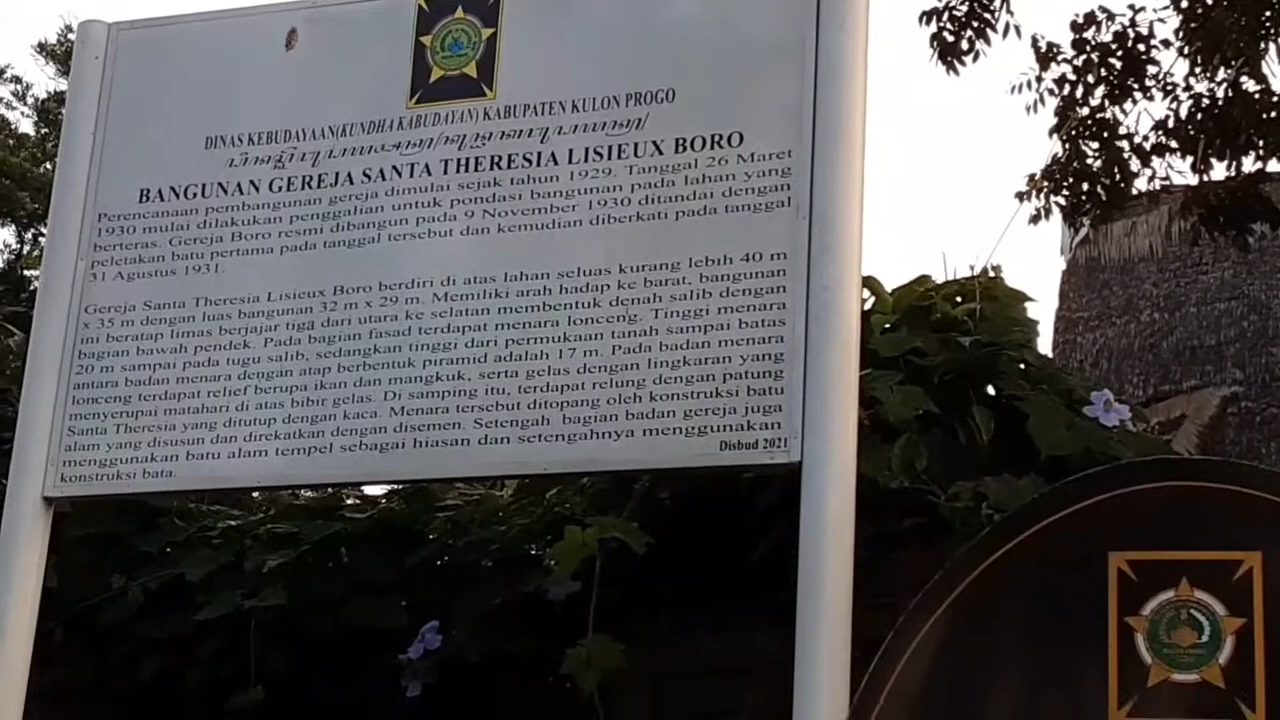 DINAS KEBUDAYAAN(KUNDHA KABUDAYAN) KABUPATEN KULON PROGO
BANGUNAN GEREJA SANTA THERESIA LISIEUX BORO
Perencanaan pembangunan gereja dimulai sejak tahun 1929. Tanggal 26 Maret
1930 mulai dilakukan penggalian untuk pondasi bangunan pada lahan yang
berteras. Gereja Boro resmi dibangun pada 9 November 1930 ditandai dengan
peletakan batu pertama pada tanggal tersebut dan kemudian diberkati pada tanggal
31 Agustus 1931.
Gereja Santa Theresia Lisieux Boro berdiri di atas lahan seluas kurang lebih 40 m
x 35 m dengan luas bangunan 32 m x 29 m. Memiliki arah hadap ke barat, bangunan
ini beratap limas berjajar tiga dari utara ke selatan membentuk denah salib dengan
bagian bawah pendek. Pada bagian fasad terdapat menara lonceng. Tinggi menara
20 m sampai pada tugu salib, sedangkan tinggi dari permukaan tanah sampai batas
antara badan menara dengan atap berbentuk piramid adalah 17 m. Pada badan menara
lonceng terdapat relief berupa ikan dan mangkuk, serta gelas dengan lingkaran yang
menyerupai matahari di atas bibir gelas. Di samping itu, terdapat relung dengan patung
Santa Theresia yang ditutup dengan kaca. Menara tersebut ditopang oleh konstruksi batu
alam yang disusun dan direkatkan dengan disemen. Setengah bagian badan gereja juga
menggunakan batu alam tempel sebagai hiasan dan setengahnya menggunakan
konstruksi bata.
Disbud 2021